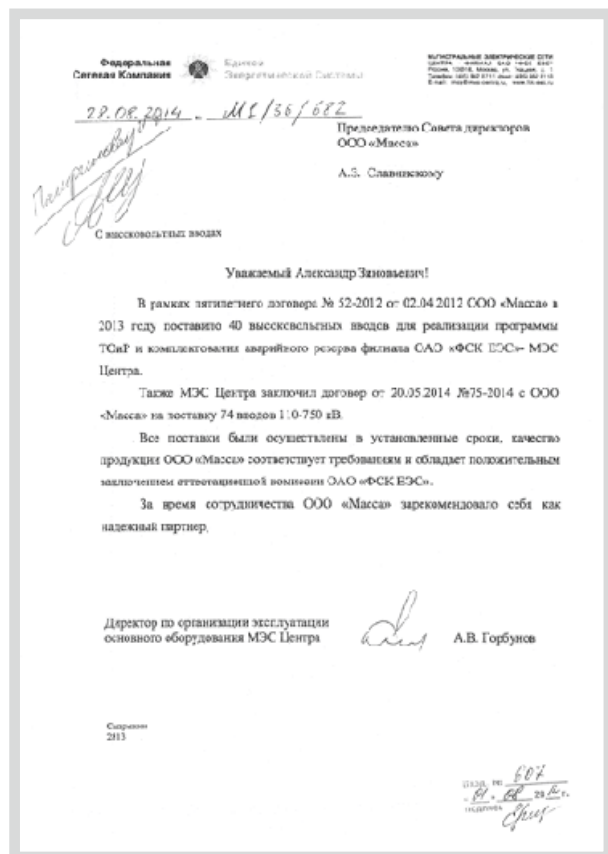 Федеральная
Сетевая Компания
Единой
Энергетической Системы
МАГИСТРАЛЬНЫЕ ЭЛЕКТРИЧЕСКИЕ СЕТИ
28.08.2014 - М1/36/682
Председателю Совета директоров
ООО «Масса»
А.З. Славинскому
О высоковольтных вводах
Уважаемый Александр Зиновьевич!
В рамках пятилетнего договора № 52-2012 от 02.04.2012 ООО «Масса» в
2013 году поставило 40 высоковольтных вводов для реализации программы
ТОиР и комплектования аварийного резерва филиала ОАО «ФСК ЕЭС»- МЭС
Центра.
Также МЭС Центра заключил договор от 20.05.2014 №75-2014 с ООО
«Масса» на поставку 74 вводов 110-750 кВ.
Все поставки были осуществлены в установленные сроки, качество
продукции ООО «Масса» соответствует требованиям и обладает положительным
заключением аттестационной комиссии ОАО «ФСК ЕЭС».
За время сотрудничества ООО «Масса» зарекомендовало себя как
надежный партнер.
Директор по организации эксплуатации
основного оборудования МЭС Центра
А.В. Горбунов
2813
607